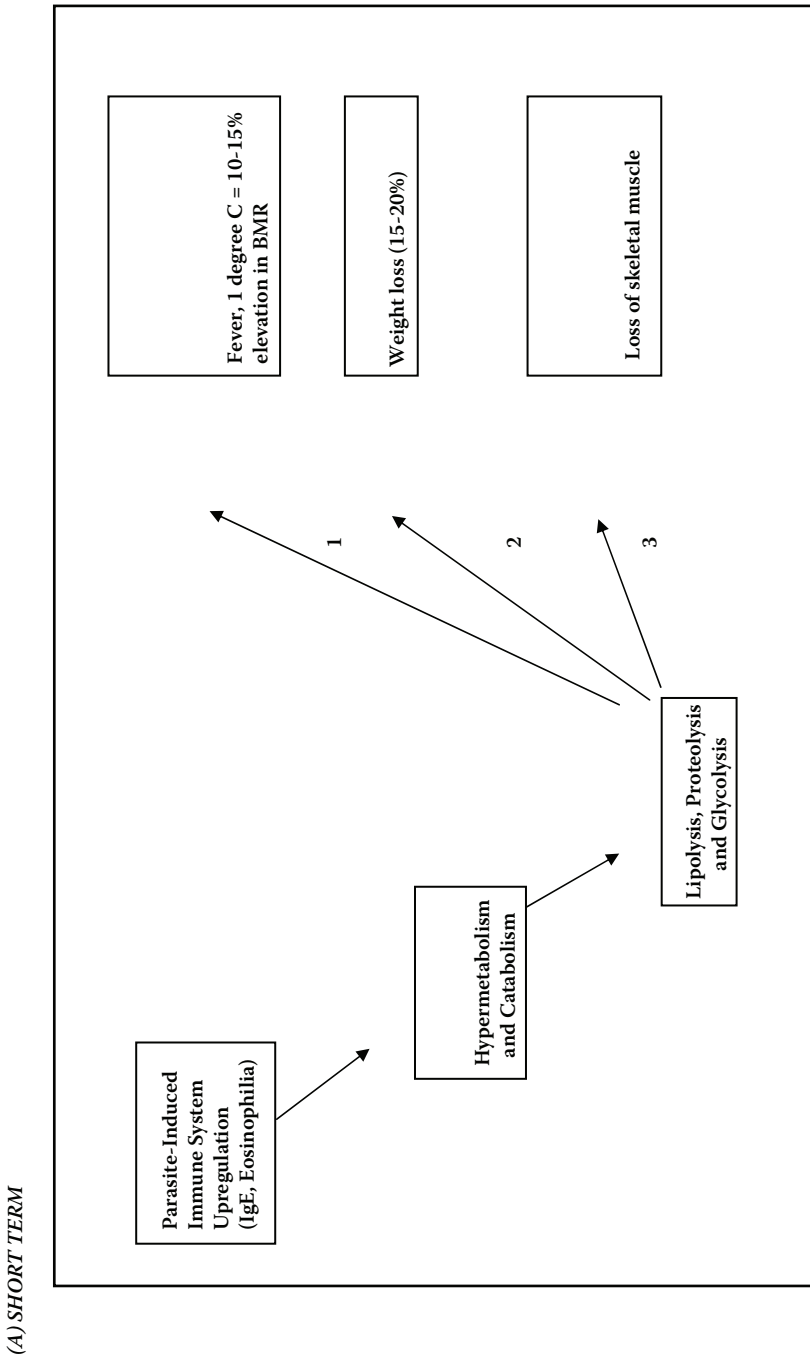 (A) SHORT TERM
Parasite-Induced
Immune System
Upregulation
(IgE, Eosinophilia)
Hypermetabolism
and Catabolism
Lipolysis, Proteolysis
and Glycolysis
1
2
3
Fever, 1 degree C = 10-15%
elevation in BMR
Weight loss (15-20%)
Loss of skeletal muscle